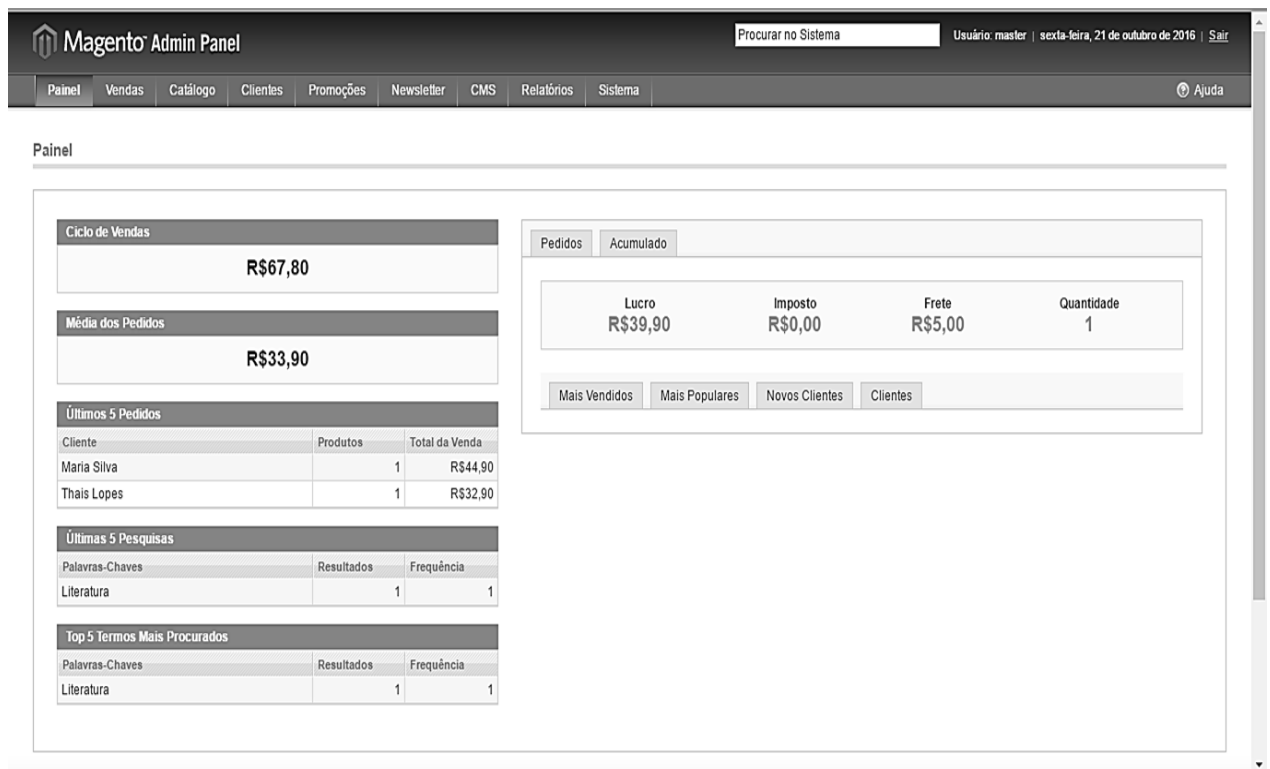 Magento Admin Panel
Procurar no Sistema
Usuário: master | sexta-feira, 21 de outubro de 2016 | Sair
Painel Vendas Catálogo Clientes Promoções Newsletter CMS Relatórios Sistema
Ajuda
Painel
Ciclo de Vendas
R$67,80
Média dos Pedidos
R$33,90
Últimos 5 Pedidos
Cliente Produtos Total da Venda
Maria Silva 1 R$44,90
Thais Lopes 1 R$32,90
Últimas 5 Pesquisas
Palavras-Chaves Resultados Frequência
Literatura 1 1
Top 5 Termos Mais Procurados
Palavras-Chaves Resultados Frequência
Literatura 1 1
Pedidos Acumulado
Lucro Imposto Frete Quantidade
R$39,90 R$0,00 R$5,00 1
Mais Vendidos Mais Populares Novos Clientes Clientes